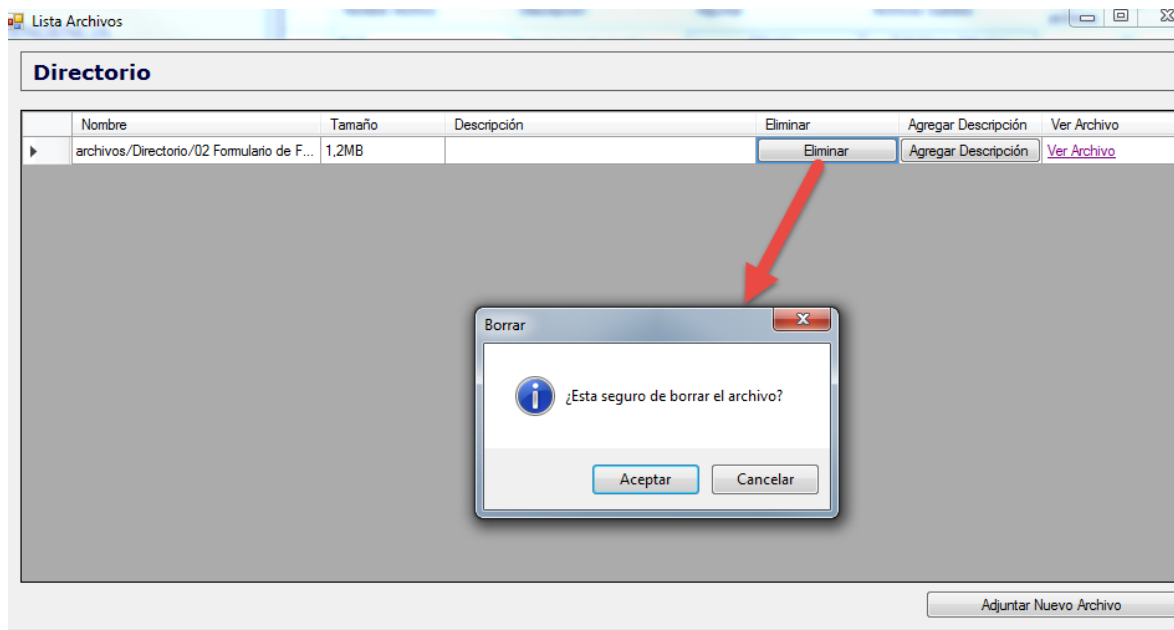 Lista Archivos
Directorio
Nombre Tamaño Descripción Eliminar Agregar Descripción Ver Archivo
archivos/Directorio/02 Formulario de F... 1,2MB Eliminar Agregar Descripción Ver Archivo
Borrar
¿Esta seguro de borrar el archivo?
Aceptar Cancelar
Adjuntar Nuevo Archivo